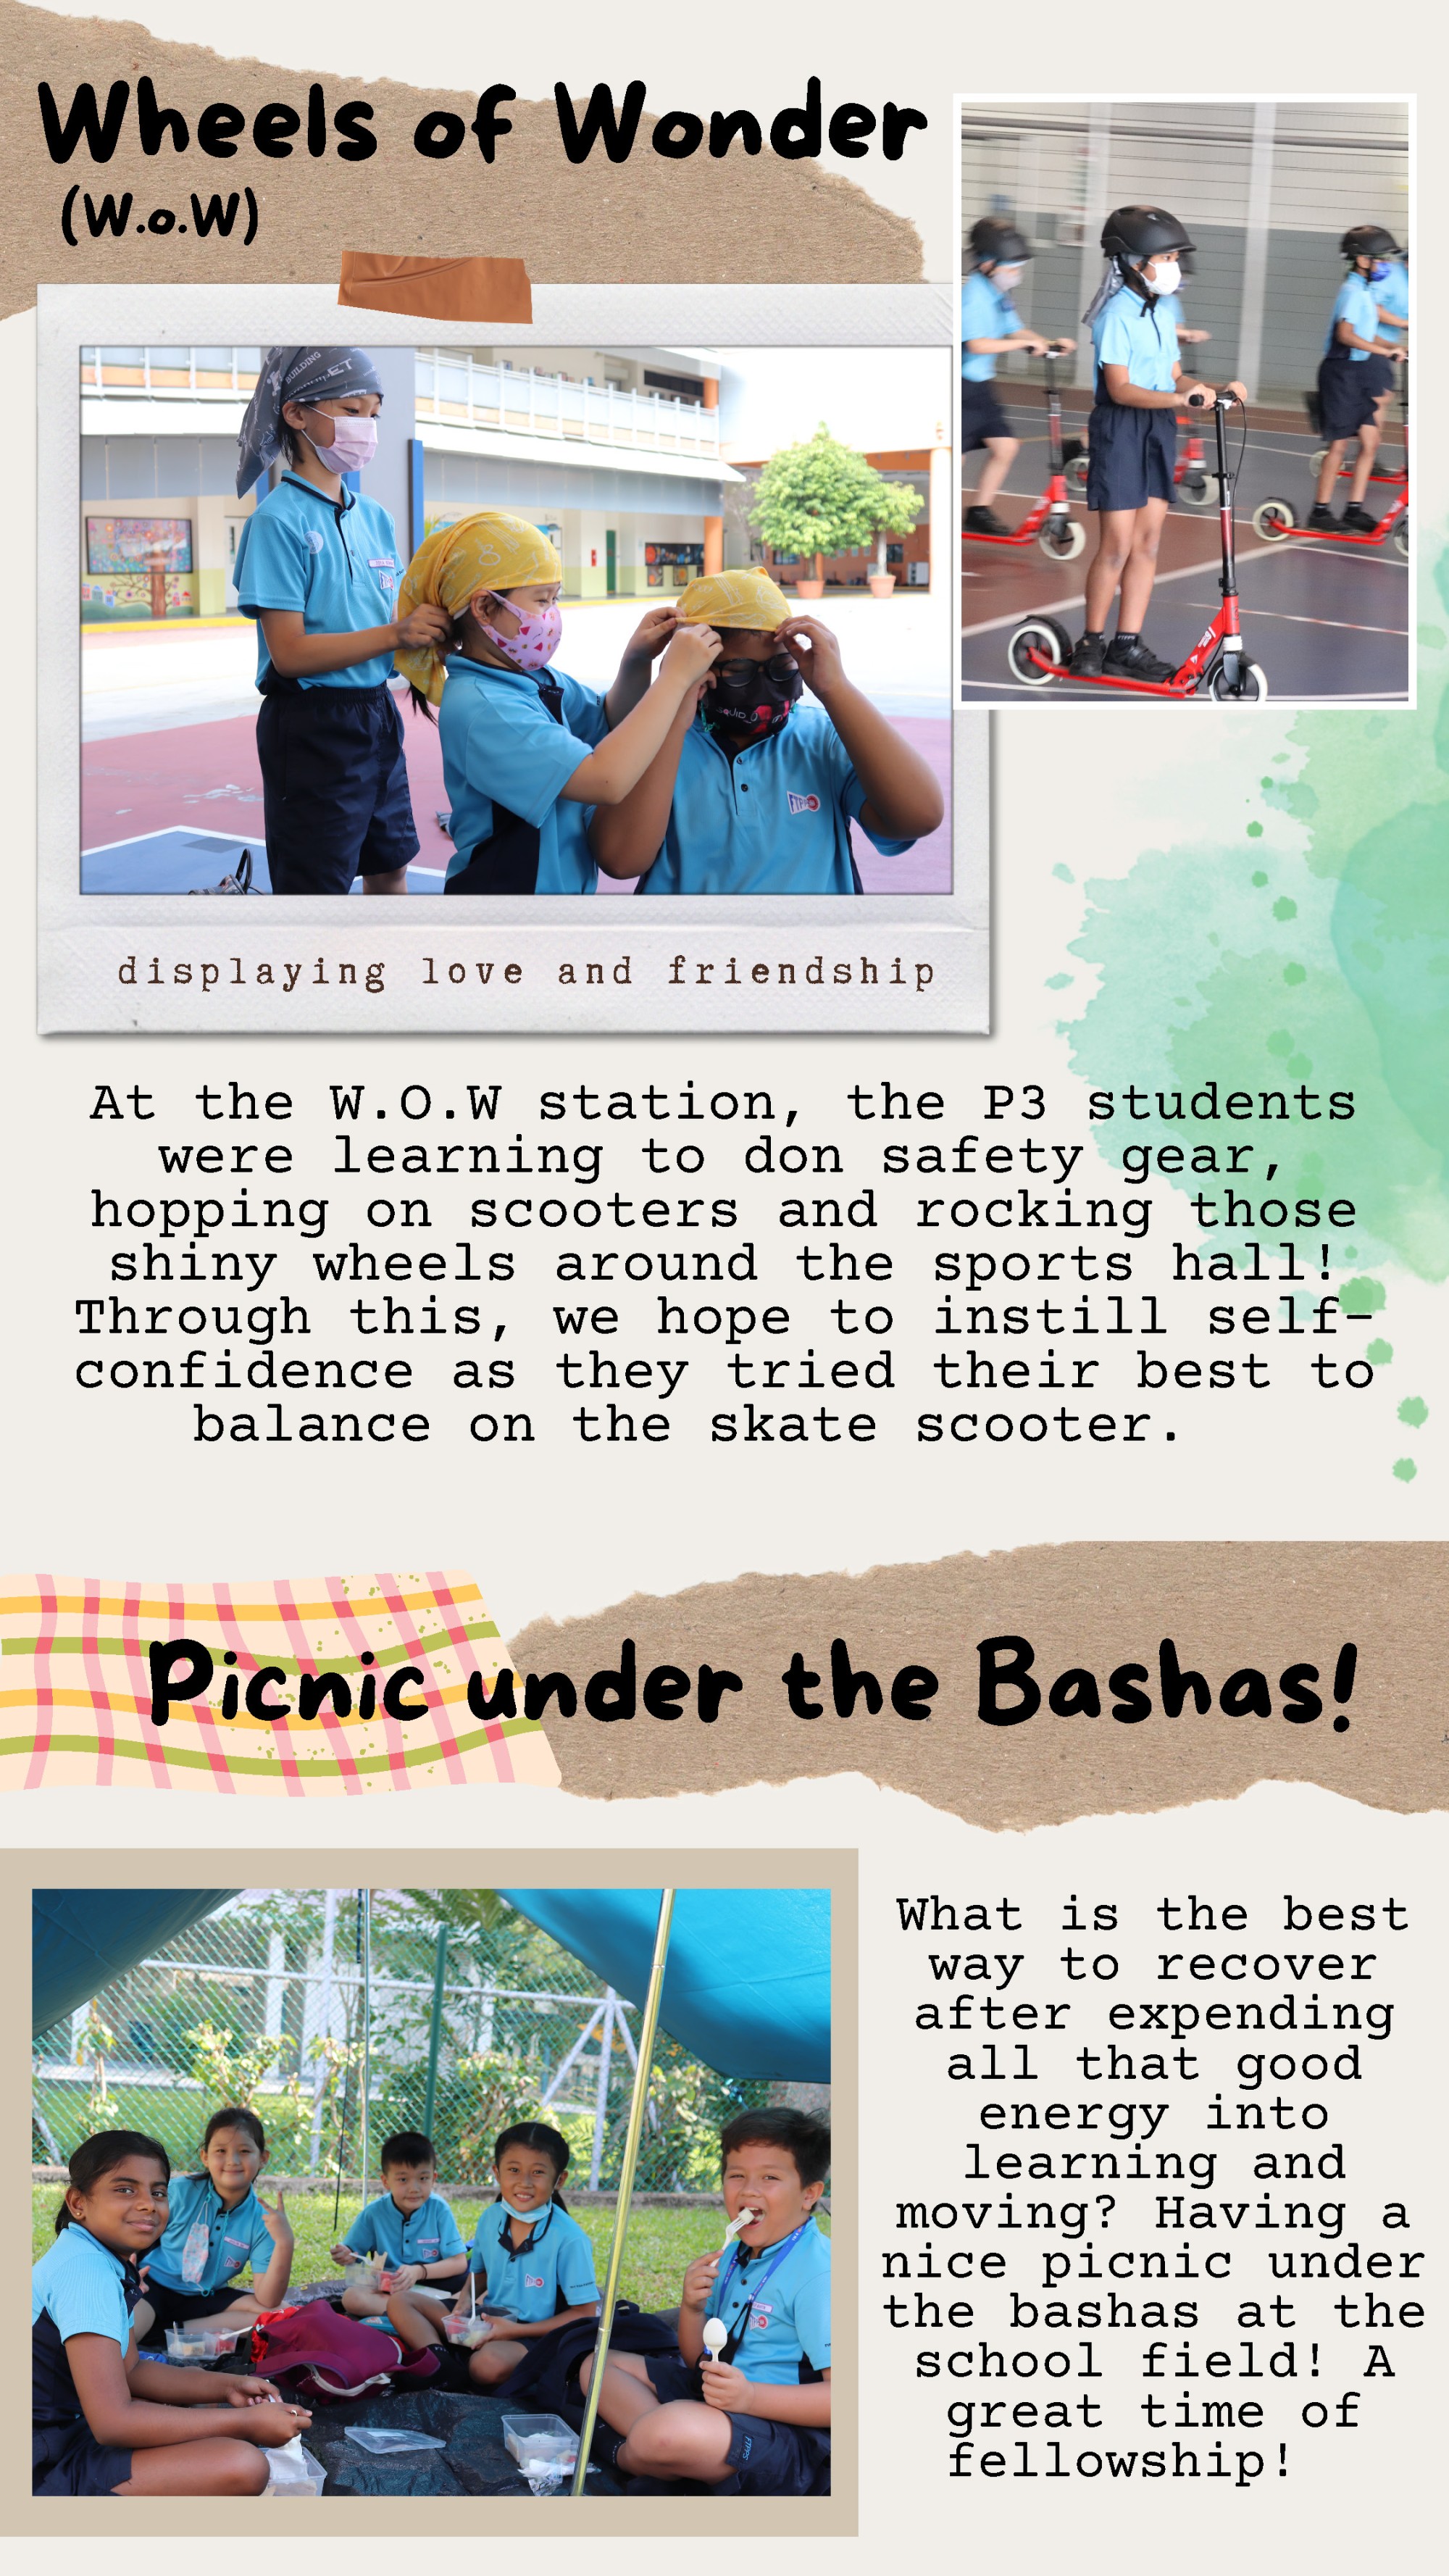 Wheels of Wonder
(W.o.W)
BUILDING
displaying love and friendship
At the W.O.W station, the P3 students
were learning to don safety gear,
hopping on scooters and rocking those
shiny wheels around the sports hall!
Through this, we hope to instill self-
confidence as they tried their best to
balance on the skate scooter.
Picnic under the Bashas!
What is the best
way to recover
after expending
all that good
energy into
learning and
moving? Having a
nice picnic under
the bashas at the
school field! A
great time of
fellowship!